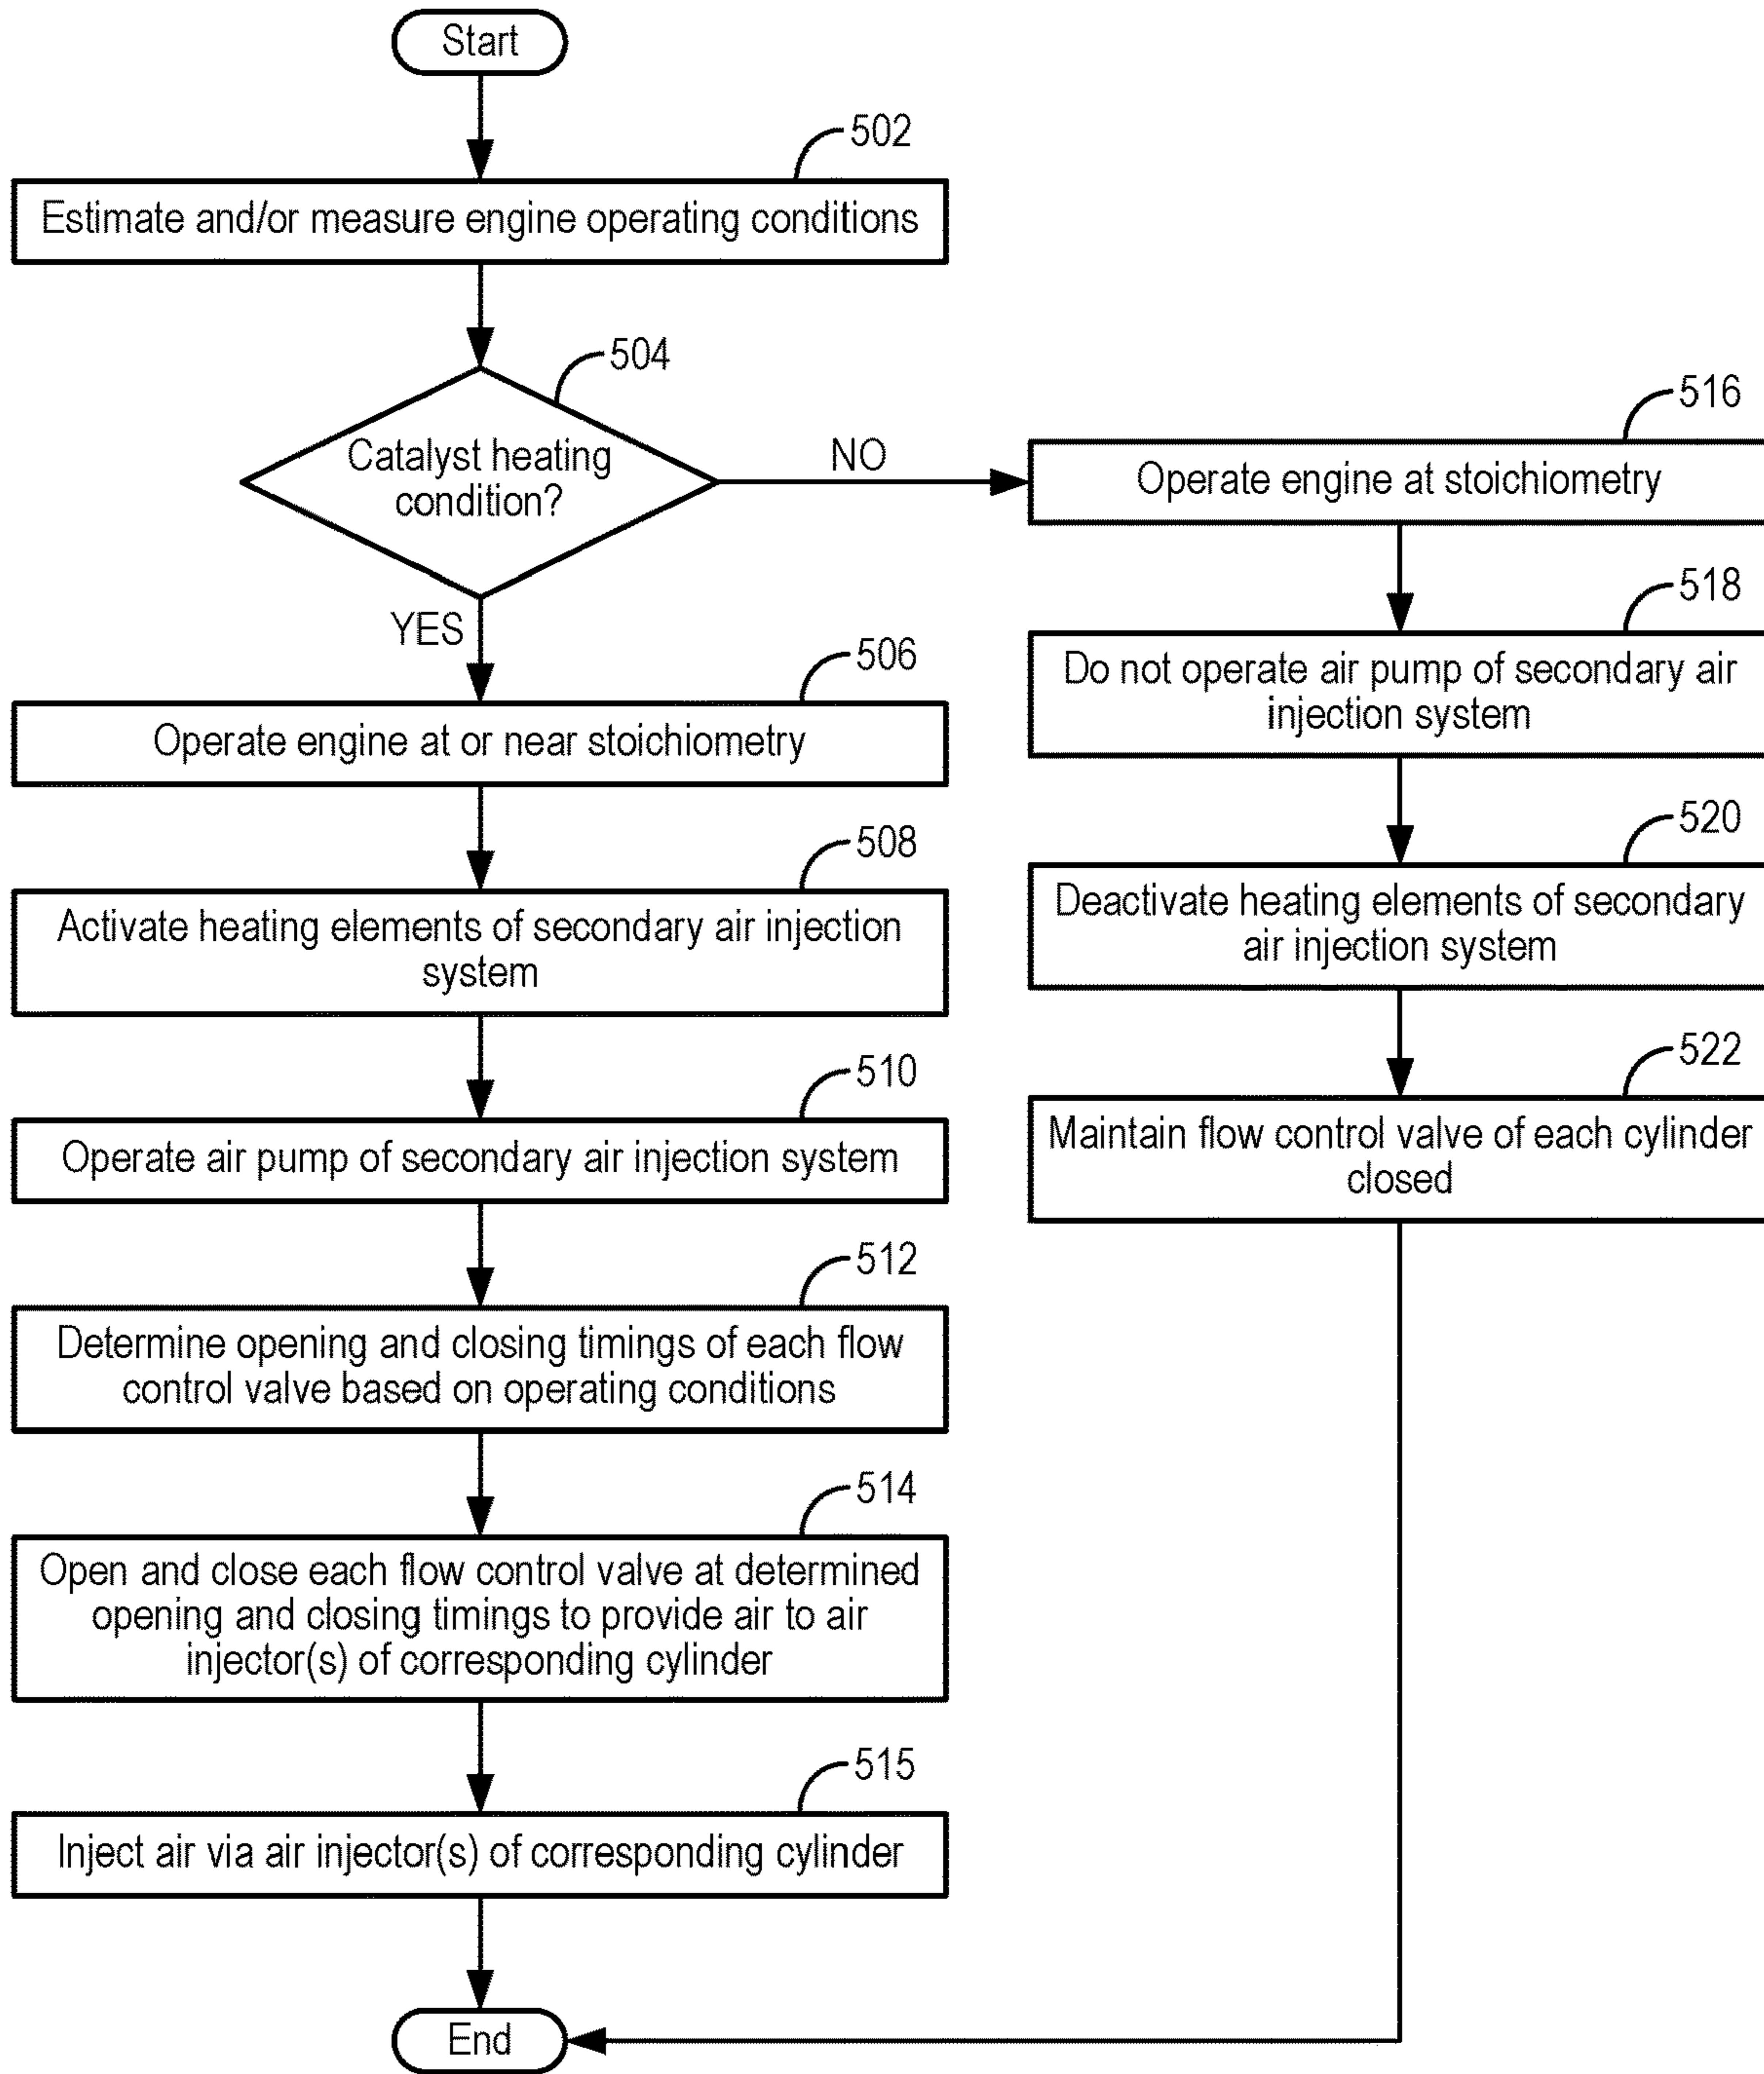 Start
502
Estimate and/or measure engine operating conditions
504
Catalyst heating
condition?
NO
YES
506
Operate engine at or near stoichiometry
508
Activate heating elements of secondary air injection
system
510
Operate air pump of secondary air injection system
512
Determine opening and closing timings of each flow
control valve based on operating conditions
514
Open and close each flow control valve at determined
opening and closing timings to provide air to air
injector(s) of corresponding cylinder
515
Inject air via air injector(s) of corresponding cylinder
516
Operate engine at stoichiometry
518
Do not operate air pump of secondary air
injection system
520
Deactivate heating elements of secondary
air injection system
522
Maintain flow control valve of each cylinder
closed
End